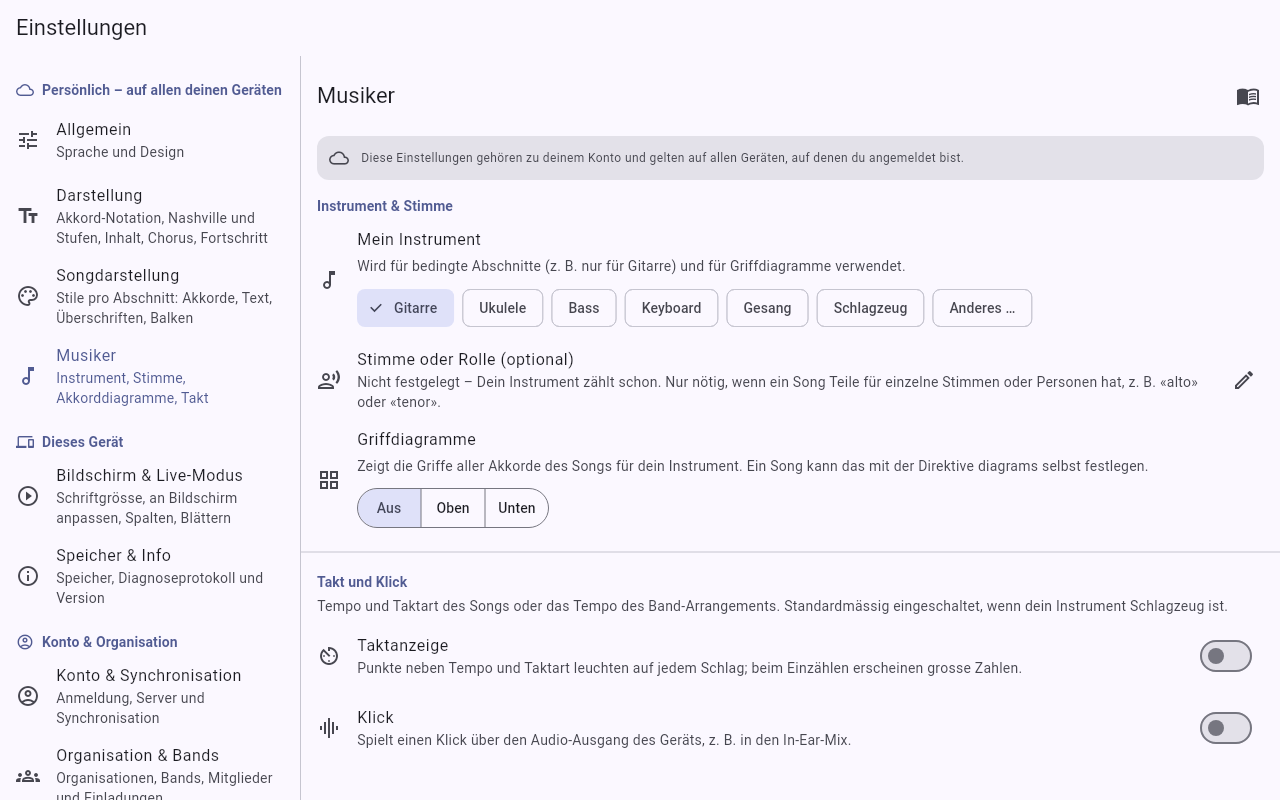 Einstellungen
Persönlich – auf allen deinen Geräten
Allgemein
Sprache und Design
Darstellung
Akkord-Notation, Nashville und
Stufen, Inhalt, Chorus, Fortschritt
Songdarstellung
Stile pro Abschnitt: Akkorde, Text,
Überschriften, Balken
Musiker
Instrument, Stimme,
Akkorddiagramme, Takt
Dieses Gerät
Bildschirm & Live-Modus
Schriftgrösse, an Bildschirm
anpassen, Spalten, Blättern
Speicher & Info
Speicher, Diagnoseprotokoll und
Version
Konto & Organisation
Konto & Synchronisation
Anmeldung, Server und
Synchronisation
Organisation & Bands
Organisationen, Bands, Mitglieder
und Einladungen
Musiker
Diese Einstellungen gehören zu deinem Konto und gelten auf allen Geräten, auf denen du angemeldet bist.
Instrument & Stimme
Mein Instrument
Wird für bedingte Abschnitte (z. B. nur für Gitarre) und für Griffdiagramme verwendet.
Gitarre Ukulele Bass Keyboard Gesang Schlagzeug Anderes ...
Stimme oder Rolle (optional)
Nicht festgelegt – Dein Instrument zählt schon. Nur nötig, wenn ein Song Teile für einzelne Stimmen oder Personen hat, z. B. «alto»
oder «tenor».
Griffdiagramme
Zeigt die Griffe aller Akkorde des Songs für dein Instrument. Ein Song kann das mit der Direktive diagrams selbst festlegen.
Aus Oben Unten
Takt und Klick
Tempo und Taktart des Songs oder das Tempo des Band-Arrangements. Standardmässig eingeschaltet, wenn dein Instrument Schlagzeug ist.
Taktanzeige
Punkte neben Tempo und Taktart leuchten auf jedem Schlag; beim Einzählen erscheinen grosse Zahlen.
Klick
Spielt einen Klick über den Audio-Ausgang des Geräts, z. B. in den In-Ear-Mix.